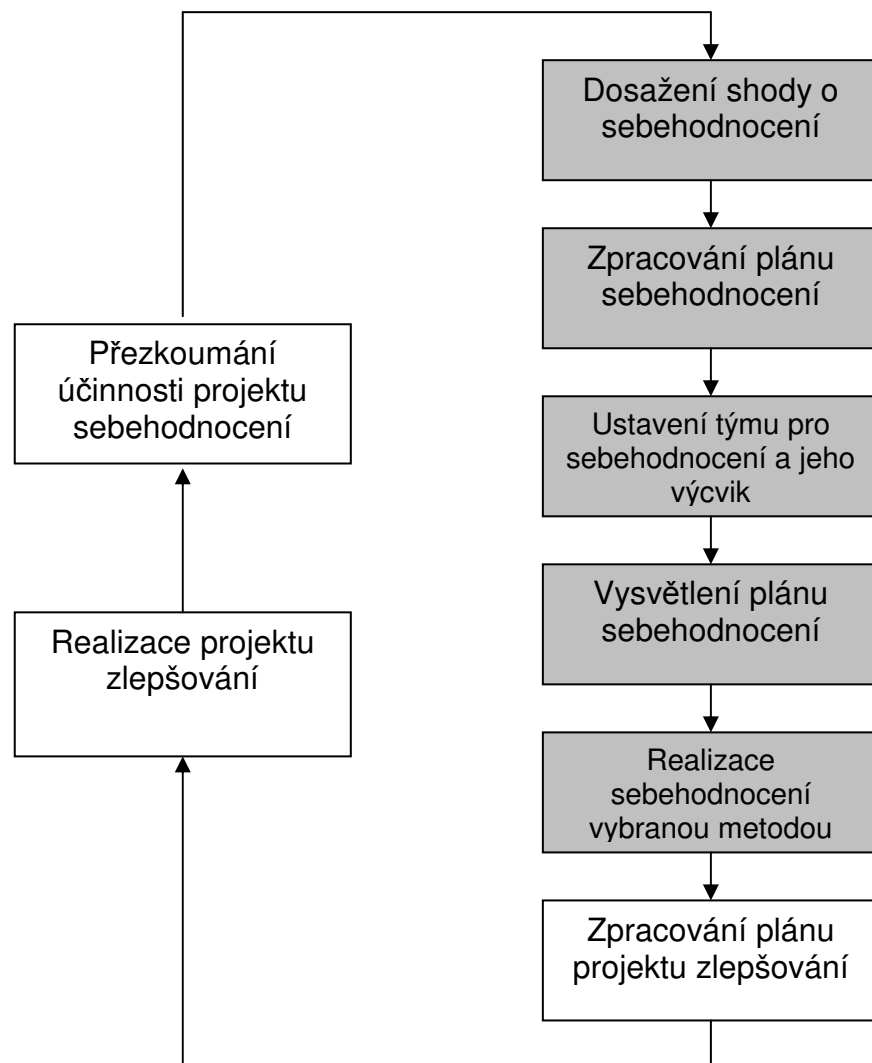 Dosažení shody o
sebehodnocení
Zpracování plánu
sebehodnocení
Ustavení týmu pro
sebehodnocení a jeho
výcvik
Vysvětlení plánu
sebehodnocení
Realizace
sebehodnocení
vybranou metodou
Zpracování plánu
projektu zlepšování
Realizace projektu
zlepšování
Přezkoumání
účinnosti projektu
sebehodnocení